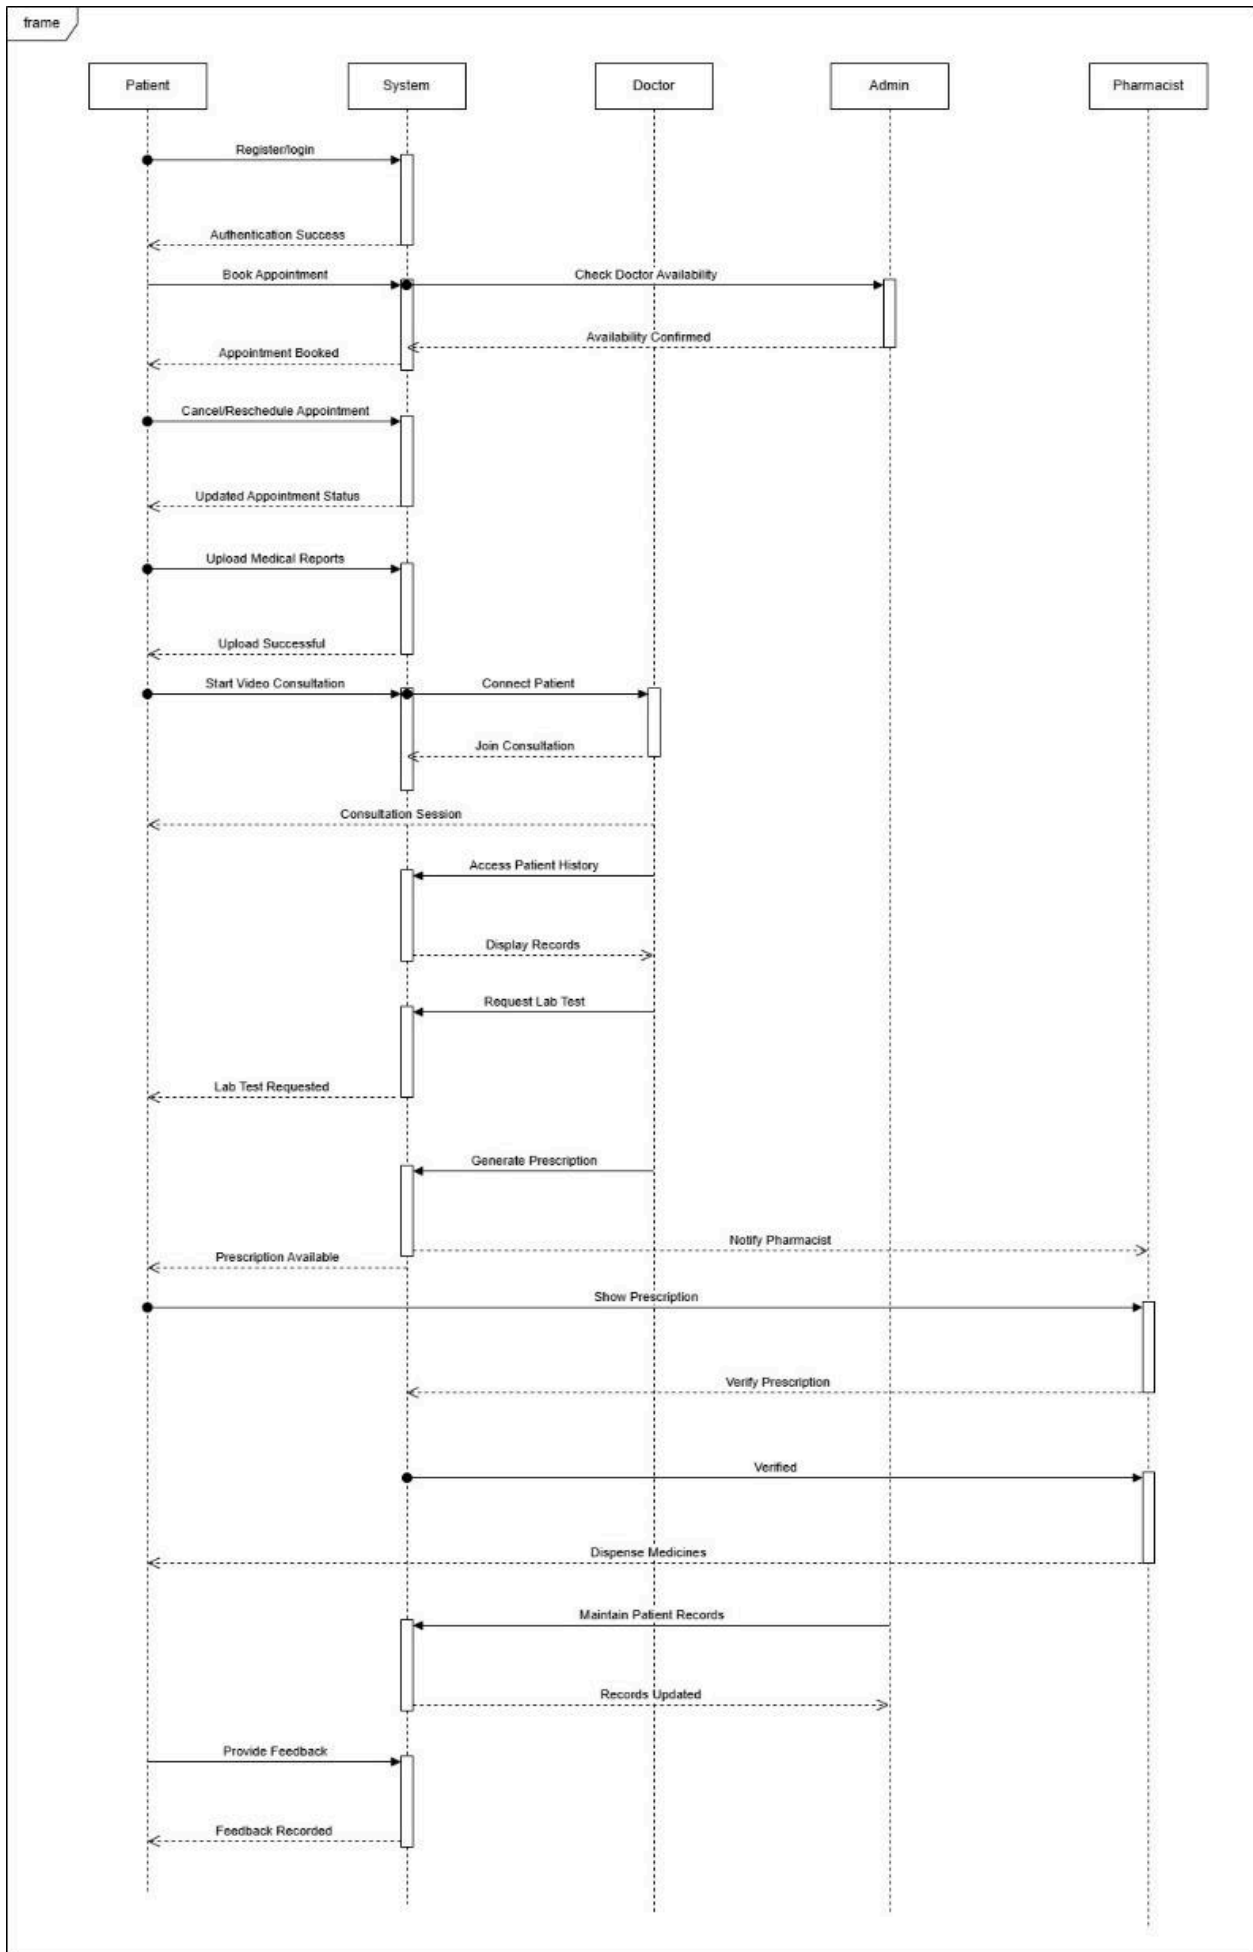 frame
Patient
System
Doctor
Admin
Pharmacist
Register/login
Authentication Success
Book Appointment
Check Doctor Availability
Availability Confirmed
Appointment Booked
Cancel/Reschedule Appointment
Updated Appointment Status
Upload Medical Reports
Upload Successful
Start Video Consultation
Connect Patient
Join Consultation
Consultation Session
Access Patient History
Display Records
Request Lab Test
Lab Test Requested
Generate Prescription
Notify Pharmacist
Prescription Available
Show Prescription
Verify Prescription
Verified
Dispense Medicines
Maintain Patient Records
Records Updated
Provide Feedback
Feedback Recorded